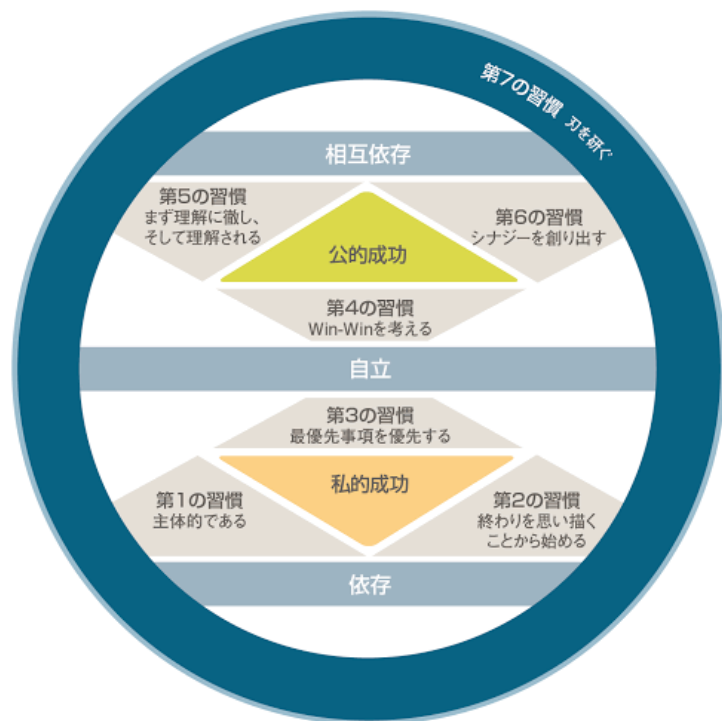 第7の習慣 刃を研ぐ
相互依存
第5の習慣
まず理解に徹し、
そして理解される
第6の習慣
シナジーを創り出す
公的成功
第4の習慣
Win-Winを考える
自立
第3の習慣
最優先事項を優先する
私的成功
第1の習慣
主体的である
第2の習慣
終わりを思い描く
ことから始める
依存